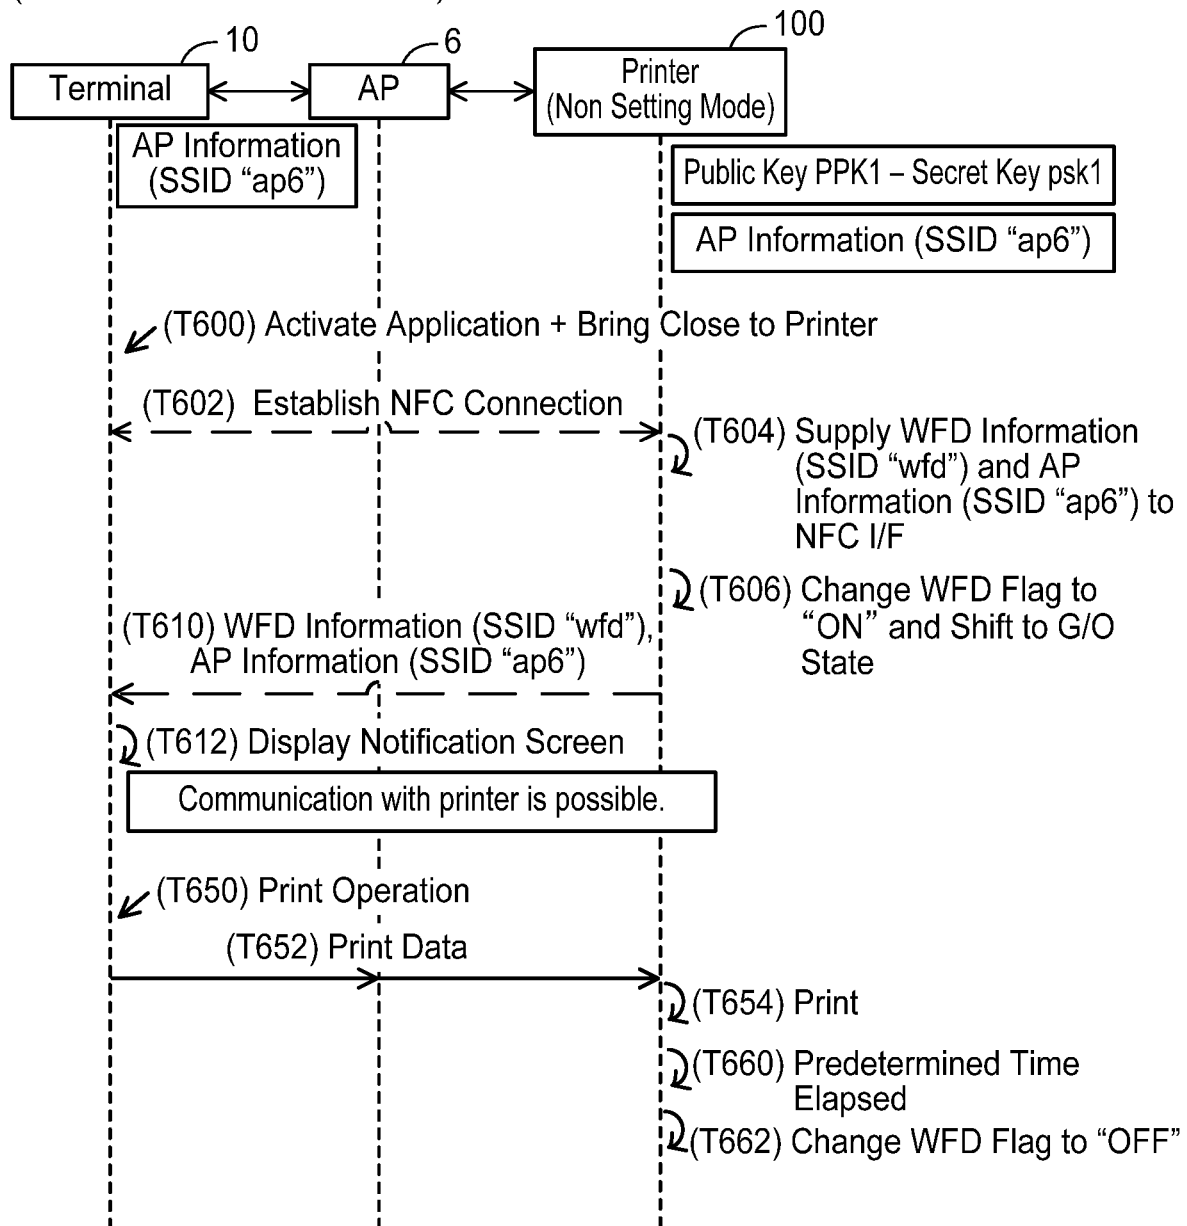 10
6
100
Terminal
AP
Printer
(Non Setting Mode)
AP Information
(SSID “ap6”)
Public Key PPK1 – Secret Key psk1
AP Information (SSID “ap6”)
(T600) Activate Application + Bring Close to Printer
(T602) Establish NFC Connection
(T604) Supply WFD Information
(SSID “wfd”) and AP
Information (SSID “ap6”) to
NFC I/F
(T606) Change WFD Flag to
“ON” and Shift to G/O
State
(T610) WFD Information (SSID “wfd”),
AP Information (SSID “ap6”)
(T612) Display Notification Screen
Communication with printer is possible.
(T650) Print Operation
(T652) Print Data
(T654) Print
(T660) Predetermined Time
Elapsed
(T662) Change WFD Flag to “OFF”